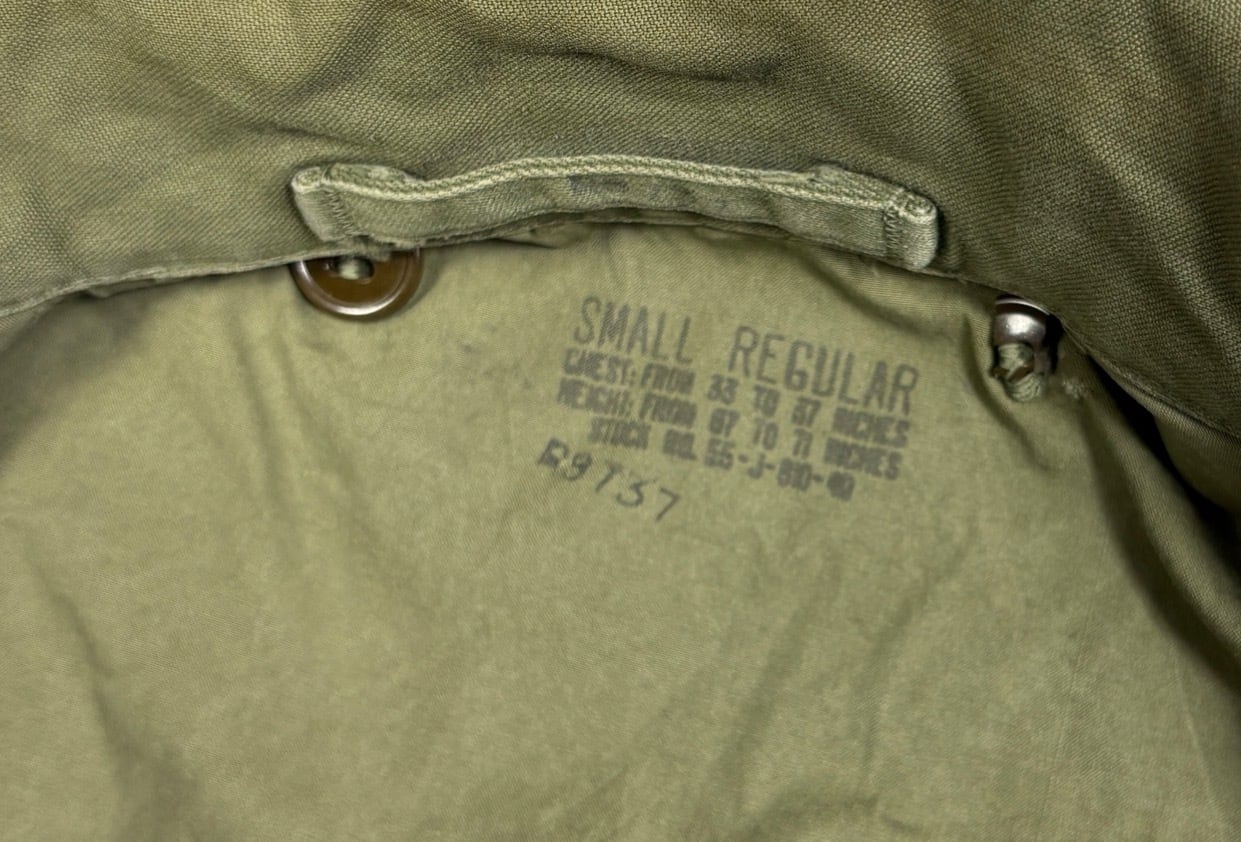 SMALL REGULAR
CHEST: FROM 33 TO 37 INCHES
HEIGHT: FROM 67 TO 71 INCHES
STOCK NO. 55-J-810-40
R9737